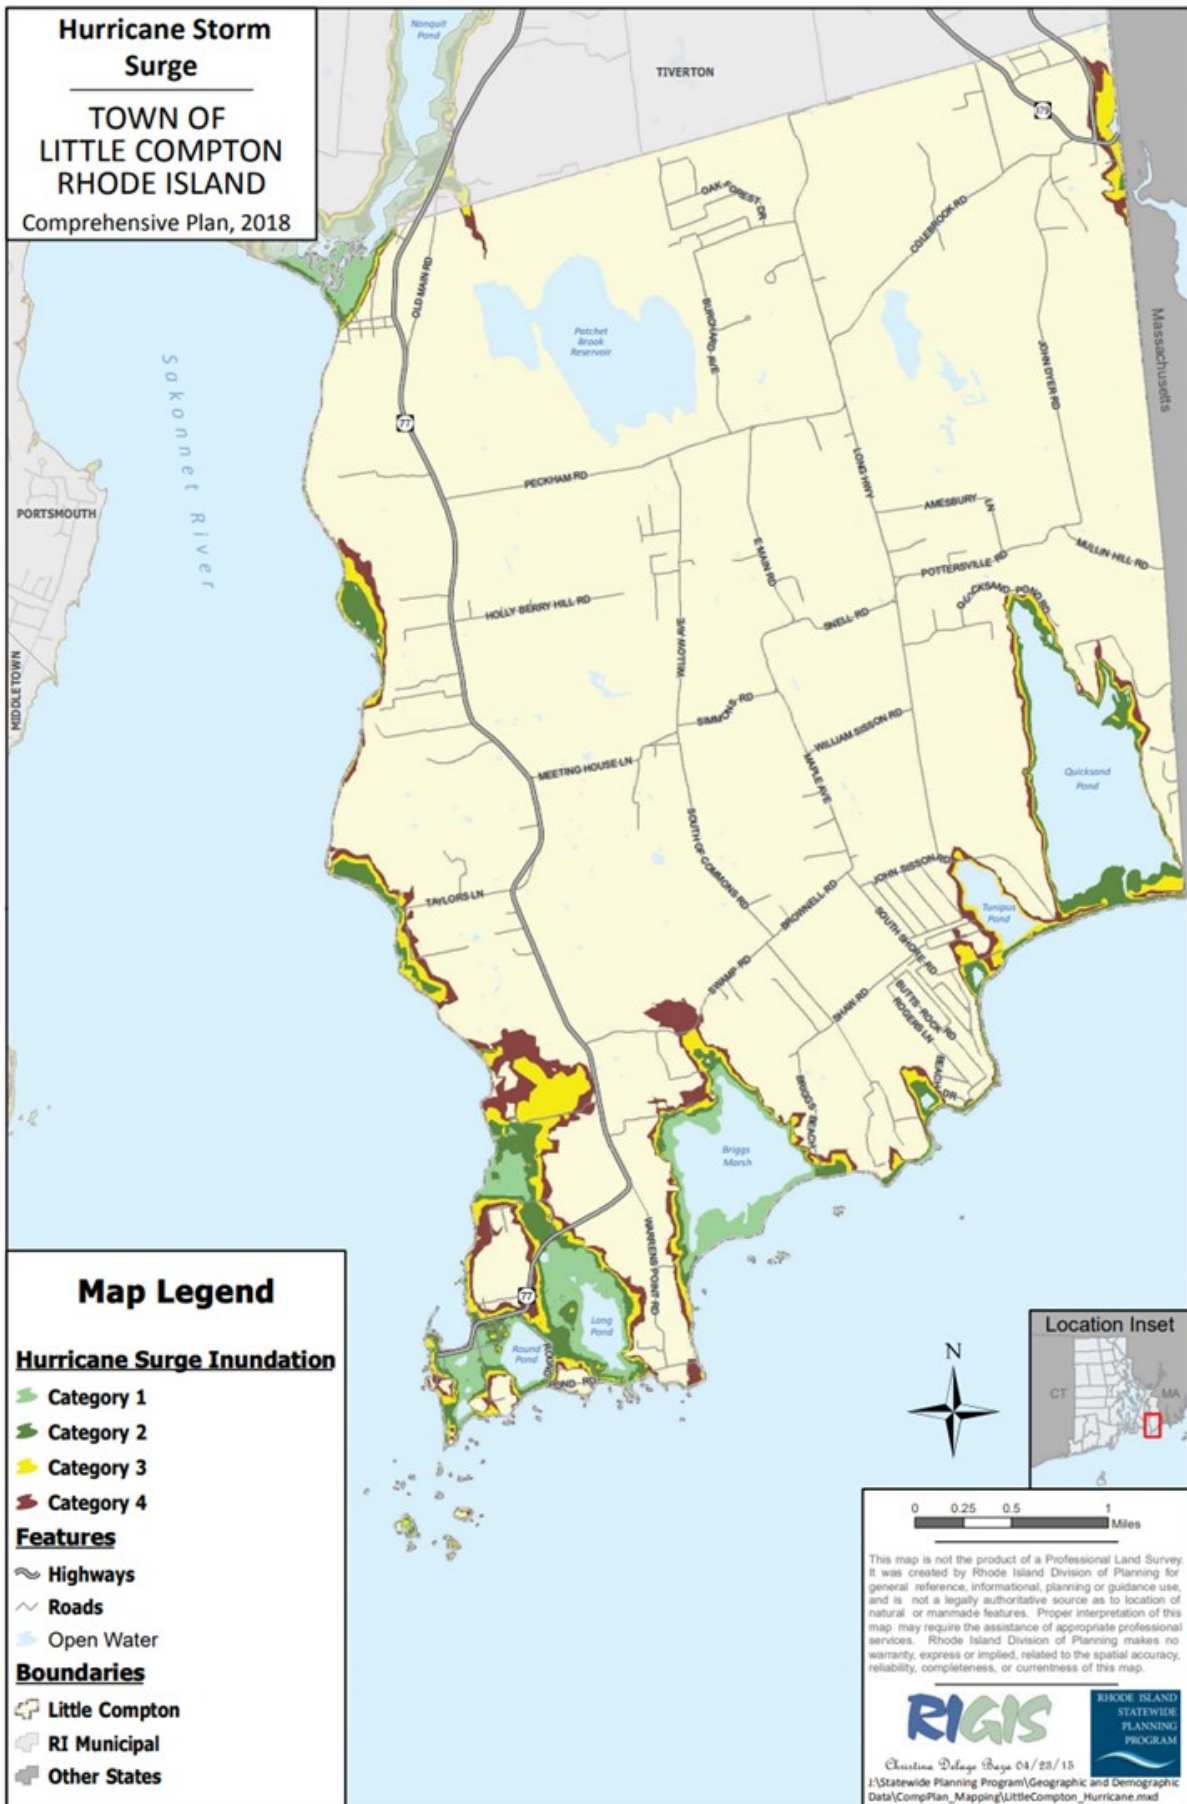 Hurricane Storm
Surge
TOWN OF
LITTLE COMPTON
RHODE ISLAND
Comprehensive Plan, 2018
Nonquit
Pond
TIVERTON
179
OAK FOREST DR
COLEBROOK RD
OLD MAIN RD
BURCHARD AVE
Patchet
Brook
Reservoir
JOHN DYER RD
Massachusetts
Sakonnet River
77
PECKHAM RD
LONG HWY
AMESBURY LN
PORTSMOUTH
E MAIN RD
MULLIN HILL RD
POTTERSVILLE RD
QUICKSAND POND RD
HOLLY BERRY HILL RD
SNELL RD
WILLOW AVE
MIDDLETOWN
SIMMONS RD
WILLIAM SISSON RD
MEETING HOUSE LN
MAPLE AVE
Quicksand
Pond
SOUTH OF COMMONS RD
JOHN SISSON RD
BROWNELL RD
TAYLORS LN
Tunipus
Pond
SOUTH SHORE RD
SWAMP RD
SHAW RD
BUTTS ROCK RD
ROGERS LN
BEACH DR
BRIGGS BEACH
Briggs
Marsh
WARRENS POINT RD
77
Long
Pond
Round
Pond
ROUND POND RD
Map Legend
Hurricane Surge Inundation
Category 1
Category 2
Category 3
Category 4
Features
Highways
Roads
Open Water
Boundaries
Little Compton
RI Municipal
Other States
N
Location Inset
CT
MA
0 0.25 0.5 1
Miles
This map is not the product of a Professional Land Survey.
It was created by Rhode Island Division of Planning for
general reference, informational, planning or guidance use,
and is not a legally authoritative source as to location of
natural or manmade features. Proper interpretation of this
map may require the assistance of appropriate professional
services. Rhode Island Division of Planning makes no
warranty, express or implied, related to the spatial accuracy,
reliability, completeness, or currentness of this map.
RIGIS
RHODE ISLAND
STATEWIDE
PLANNING
PROGRAM
Christina Delage Baza 04/28/15
J:\Statewide Planning Program\Geographic and Demographic
Data\CompPlan_Mapping\LittleCompton_Hurricane.mxd